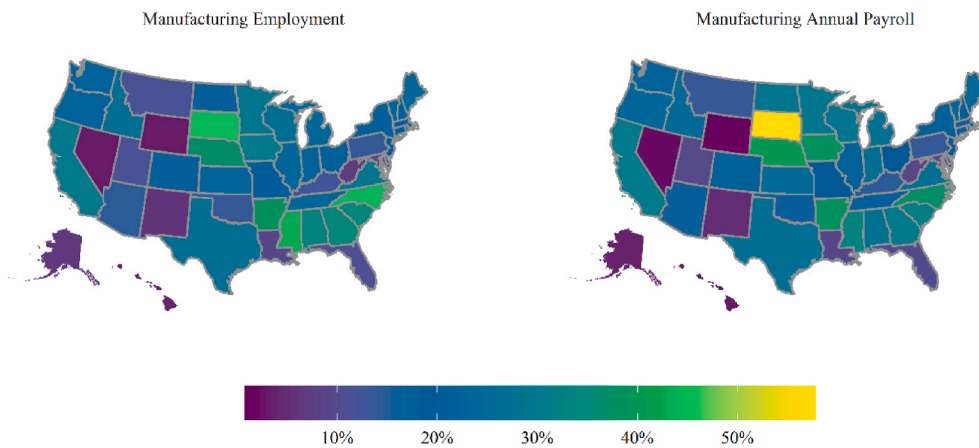 Manufacturing Employment
Manufacturing Annual Payroll
10% 20% 30% 40% 50%